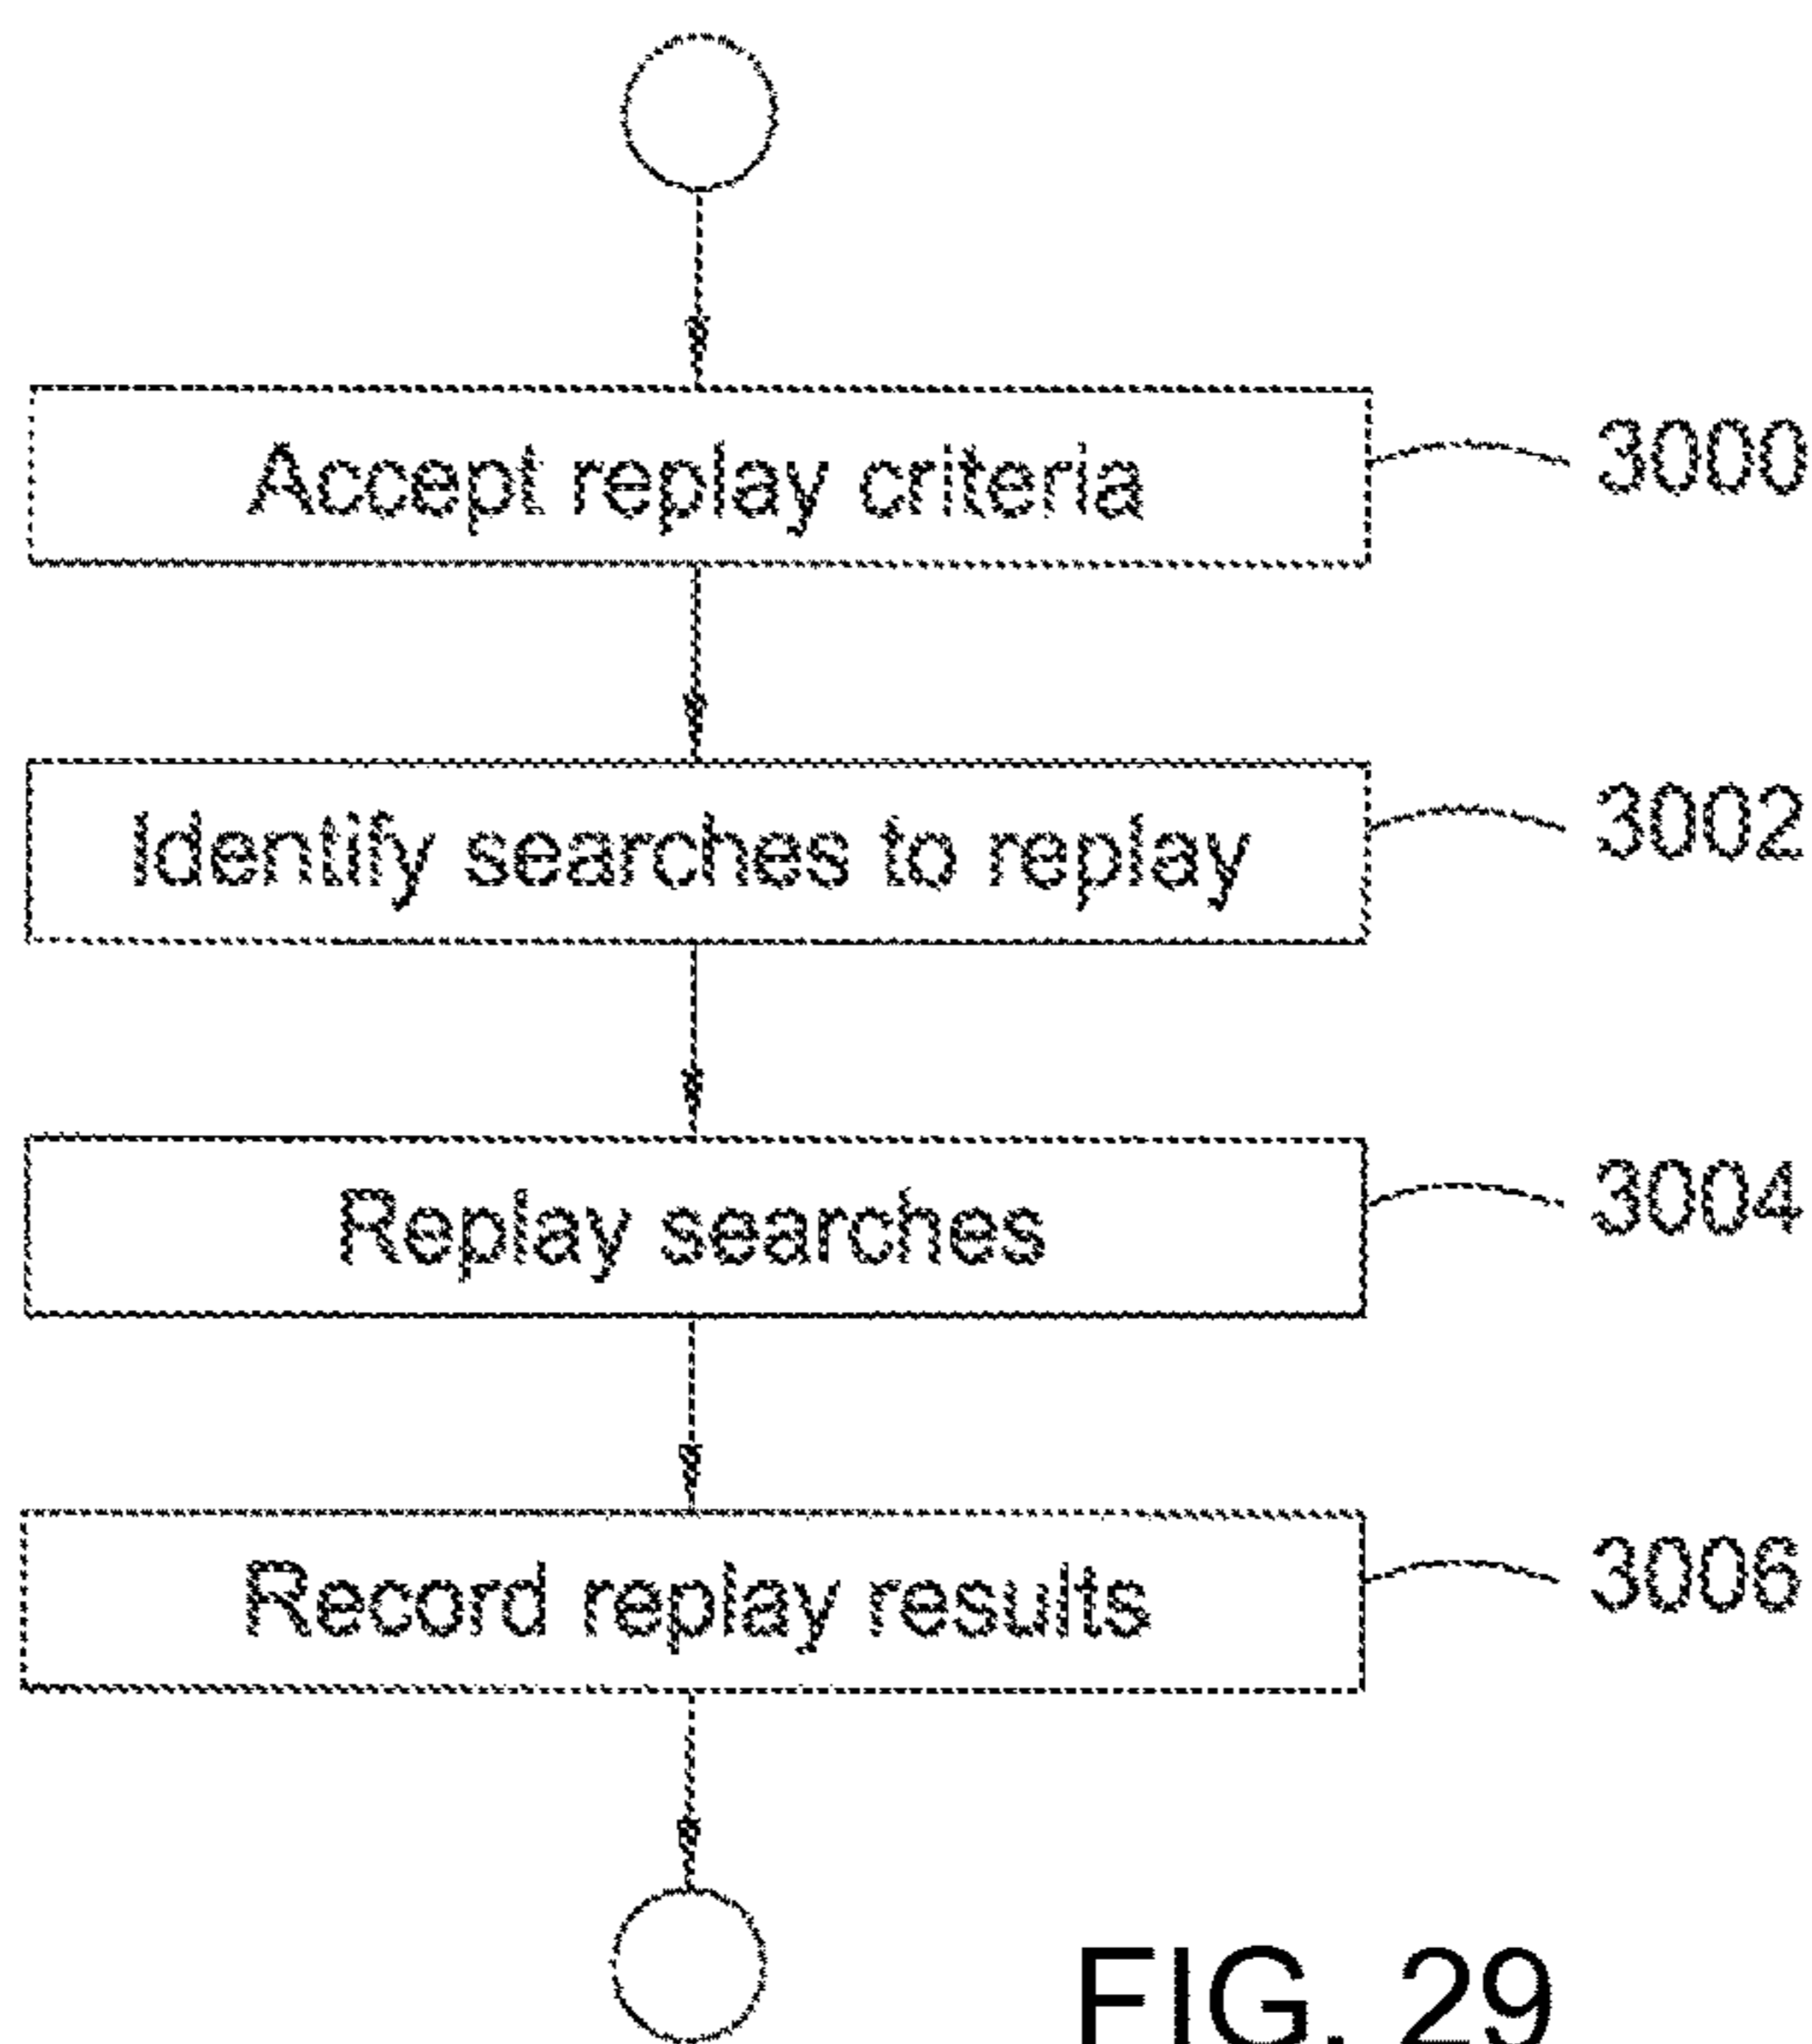 Accept replay criteria
3000
Identify searches to replay
3002
Replay searches
3004
Record replay results
3006
FIG. 29